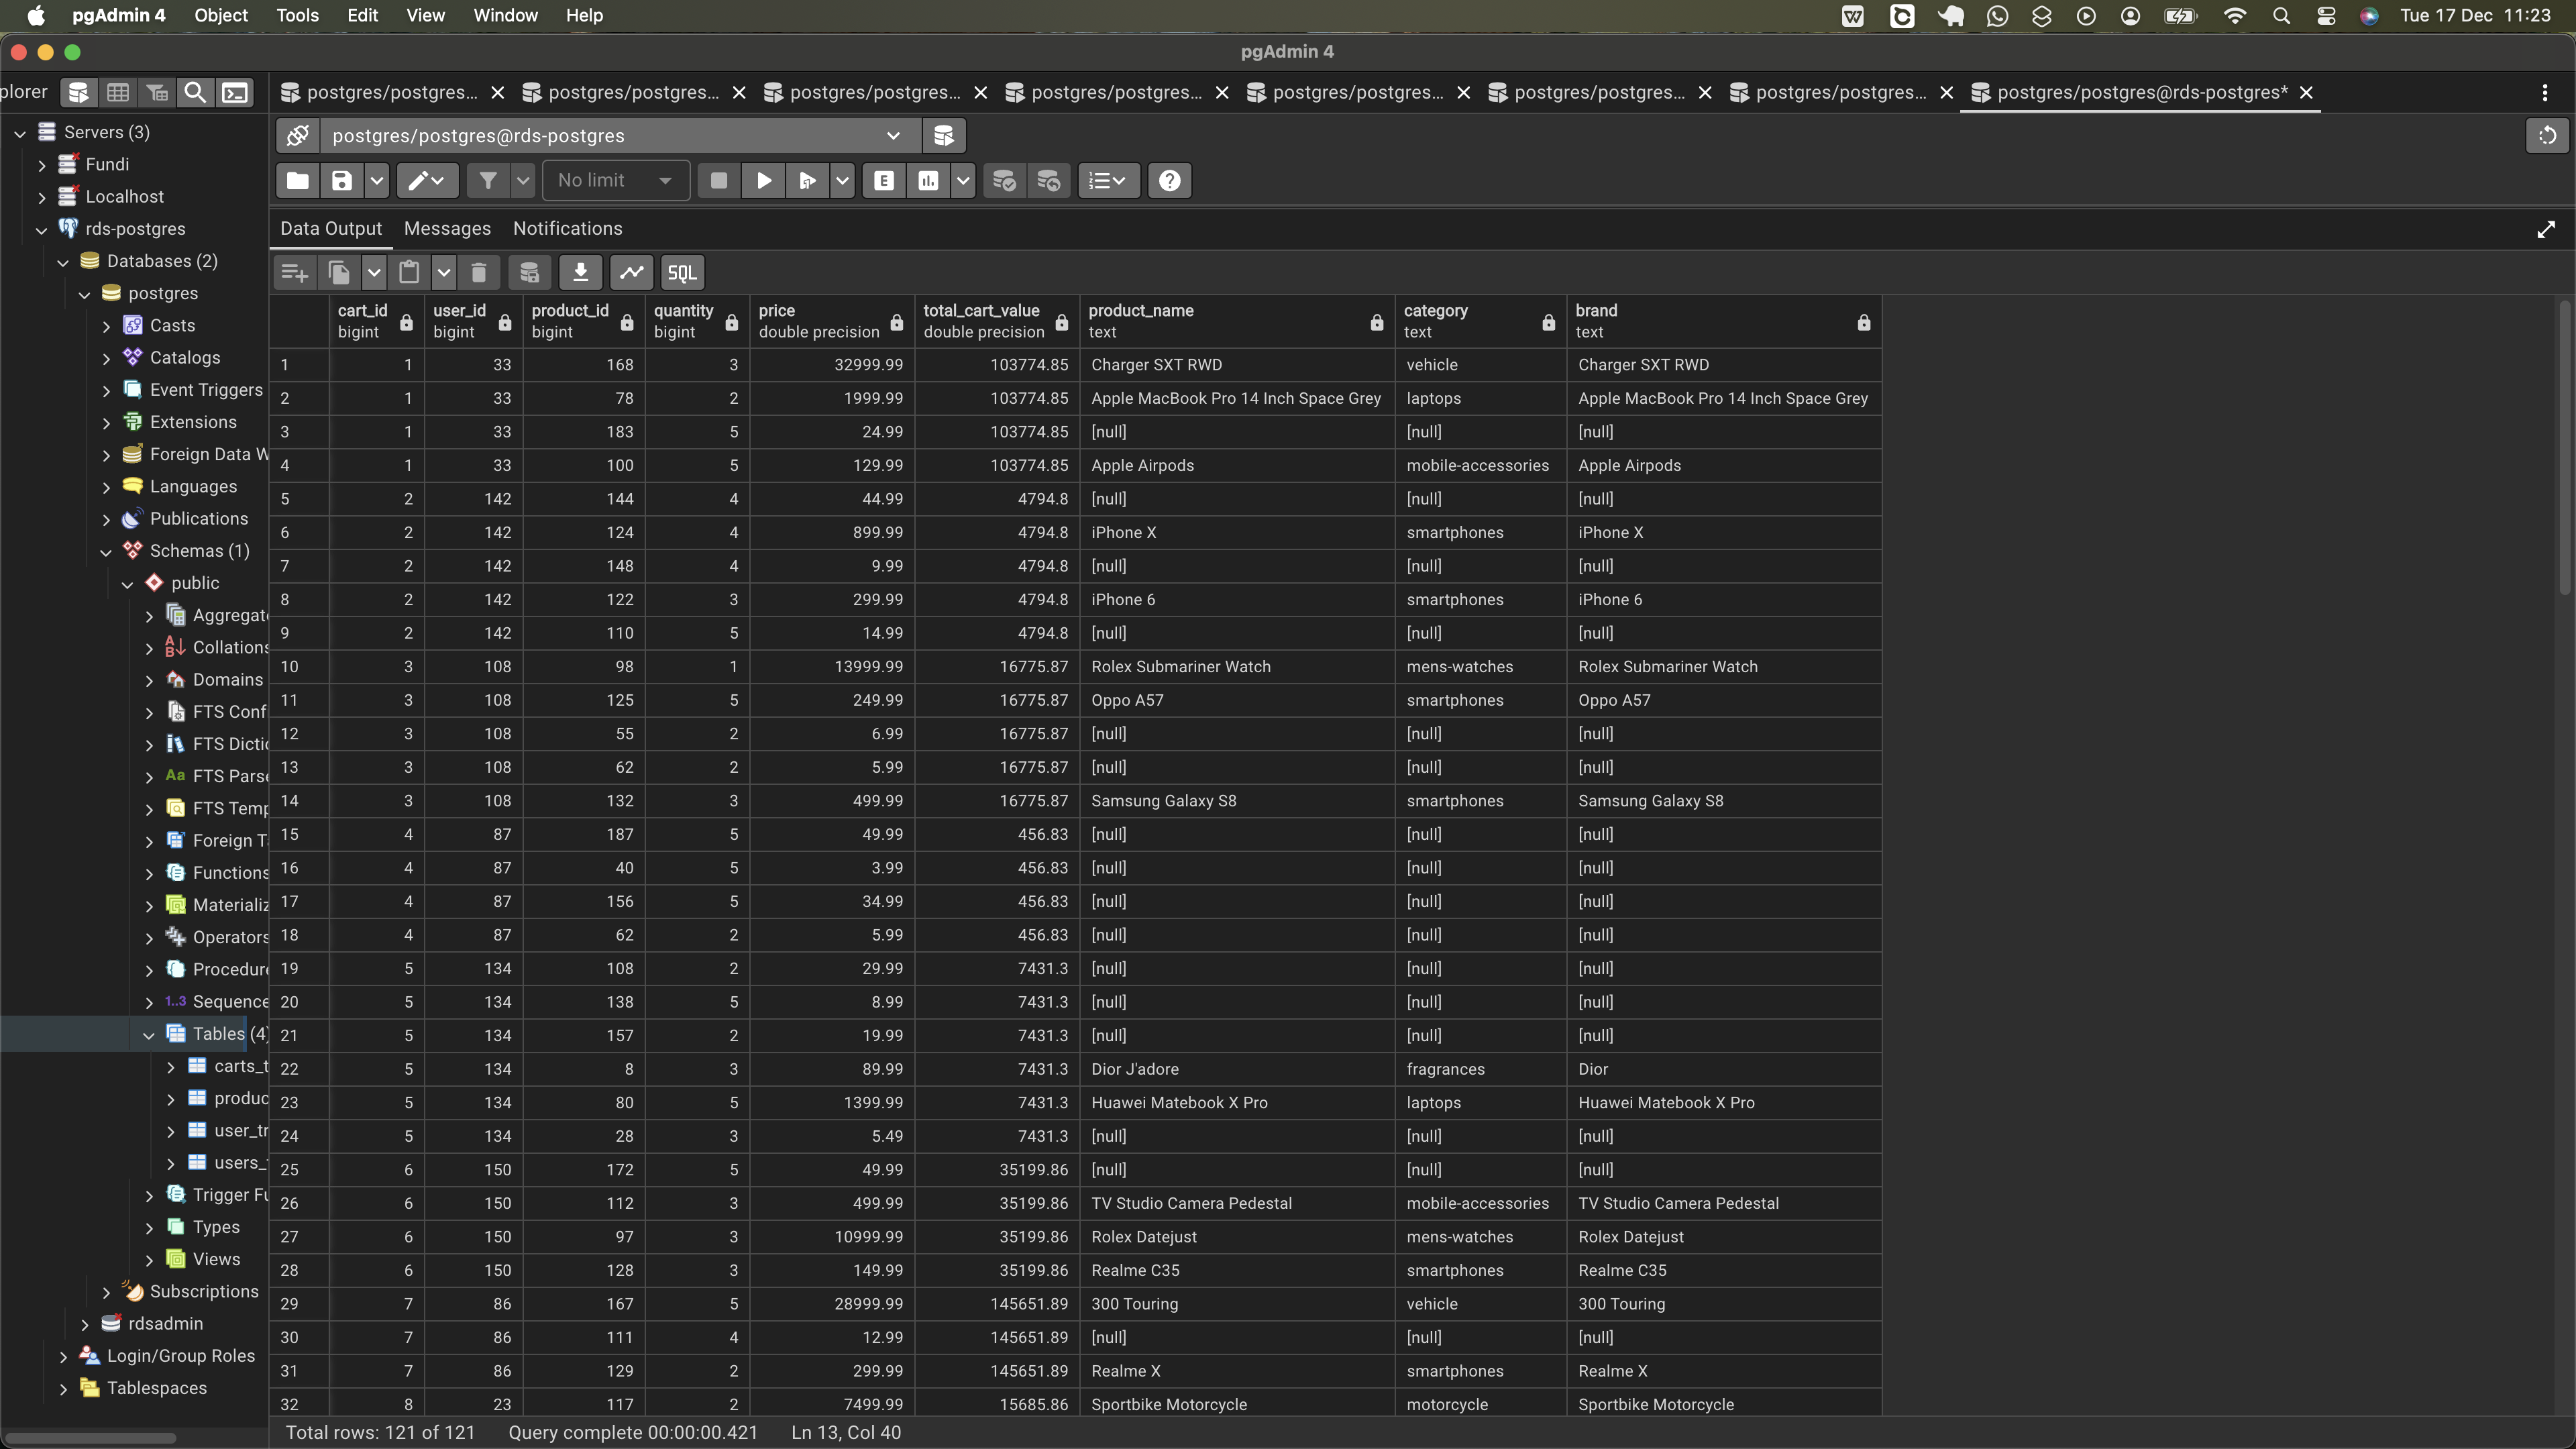 pgAdmin 4 Object Tools Edit View Window Help Tue 17 Dec 11:23
pgAdmin 4
plorer postgres/postgres... postgres/postgres... postgres/postgres... postgres/postgres... postgres/postgres... postgres/postgres... postgres/postgres... postgres/postgres@rds-postgres*
Servers (3)
Fundi
Localhost
rds-postgres
Databases (2)
postgres
Casts
Catalogs
Event Triggers
Extensions
Foreign Data W
Languages
Publications
Schemas (1)
public
Aggregate
Collations
Domains
FTS Conf
FTS Dictio
Aa FTS Parse
FTS Temp
Foreign Ta
Functions
Materializ
Operators
Procedure
1..3 Sequence
Tables (4)
carts_t
produc
user_tr
users_
Trigger Fu
Types
Views
Subscriptions
rdsadmin
Login/Group Roles
Tablespaces
postgres/postgres@rds-postgres
No limit E
Data Output Messages Notifications
SQL
cart_id user_id product_id quantity price total_cart_value product_name category brand
bigint bigint bigint bigint double precision double precision text text text
1 1 33 168 3 32999.99 103774.85 Charger SXT RWD vehicle Charger SXT RWD
2 1 33 78 2 1999.99 103774.85 Apple MacBook Pro 14 Inch Space Grey laptops Apple MacBook Pro 14 Inch Space Grey
3 1 33 183 5 24.99 103774.85 [null] [null] [null]
4 1 33 100 5 129.99 103774.85 Apple Airpods mobile-accessories Apple Airpods
5 2 142 144 4 44.99 4794.8 [null] [null] [null]
6 2 142 124 4 899.99 4794.8 iPhone X smartphones iPhone X
7 2 142 148 4 9.99 4794.8 [null] [null] [null]
8 2 142 122 3 299.99 4794.8 iPhone 6 smartphones iPhone 6
9 2 142 110 5 14.99 4794.8 [null] [null] [null]
10 3 108 98 1 13999.99 16775.87 Rolex Submariner Watch mens-watches Rolex Submariner Watch
11 3 108 125 5 249.99 16775.87 Oppo A57 smartphones Oppo A57
12 3 108 55 2 6.99 16775.87 [null] [null] [null]
13 3 108 62 2 5.99 16775.87 [null] [null] [null]
14 3 108 132 3 499.99 16775.87 Samsung Galaxy S8 smartphones Samsung Galaxy S8
15 4 87 187 5 49.99 456.83 [null] [null] [null]
16 4 87 40 5 3.99 456.83 [null] [null] [null]
17 4 87 156 5 34.99 456.83 [null] [null] [null]
18 4 87 62 2 5.99 456.83 [null] [null] [null]
19 5 134 108 2 29.99 7431.3 [null] [null] [null]
20 5 134 138 5 8.99 7431.3 [null] [null] [null]
21 5 134 157 2 19.99 7431.3 [null] [null] [null]
22 5 134 8 3 89.99 7431.3 Dior J'adore fragrances Dior
23 5 134 80 5 1399.99 7431.3 Huawei Matebook X Pro laptops Huawei Matebook X Pro
24 5 134 28 3 5.49 7431.3 [null] [null] [null]
25 6 150 172 5 49.99 35199.86 [null] [null] [null]
26 6 150 112 3 499.99 35199.86 TV Studio Camera Pedestal mobile-accessories TV Studio Camera Pedestal
27 6 150 97 3 10999.99 35199.86 Rolex Datejust mens-watches Rolex Datejust
28 6 150 128 3 149.99 35199.86 Realme C35 smartphones Realme C35
29 7 86 167 5 28999.99 145651.89 300 Touring vehicle 300 Touring
30 7 86 111 4 12.99 145651.89 [null] [null] [null]
31 7 86 129 2 299.99 145651.89 Realme X smartphones Realme X
32 8 23 117 2 7499.99 15685.86 Sportbike Motorcycle motorcycle Sportbike Motorcycle
Total rows: 121 of 121 Query complete 00:00:00.421 Ln 13, Col 40